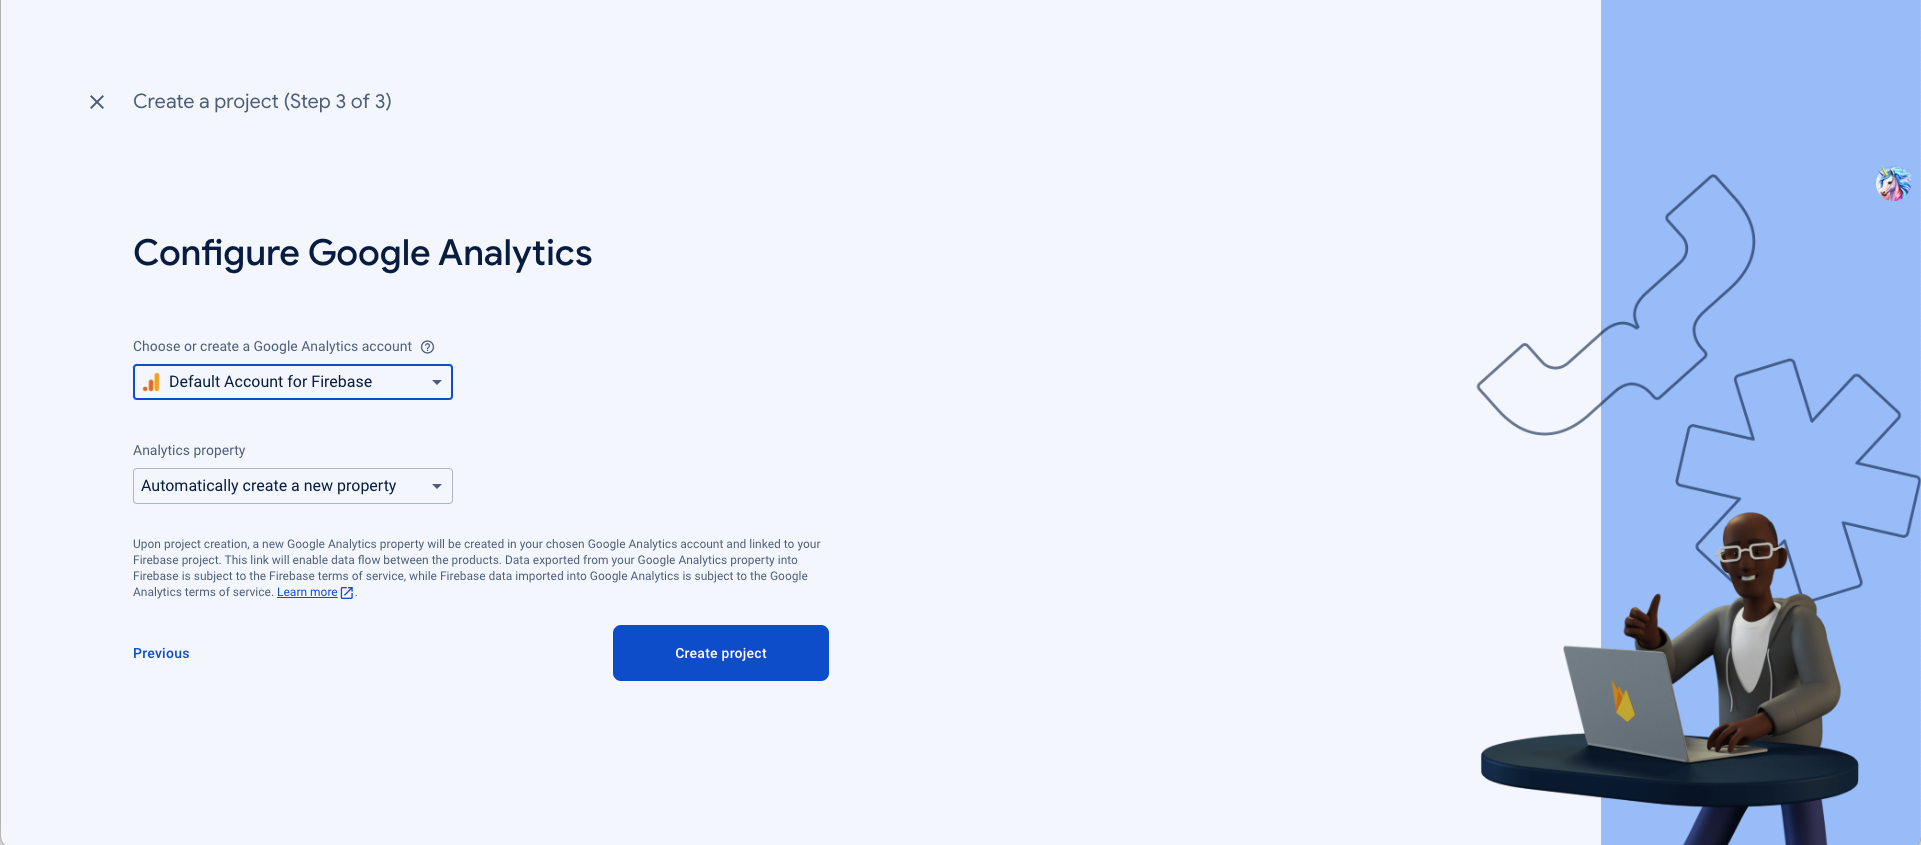 Create a project (Step 3 of 3)
Configure Google Analytics
Choose or create a Google Analytics account
Default Account for Firebase
Analytics property
Automatically create a new property
Upon project creation, a new Google Analytics property will be created in your chosen Google Analytics account and linked to your
Firebase project. This link will enable data flow between the products. Data exported from your Google Analytics property into
Firebase is subject to the Firebase terms of service, while Firebase data imported into Google Analytics is subject to the Google
Analytics terms of service. Learn more.
Previous
Create project